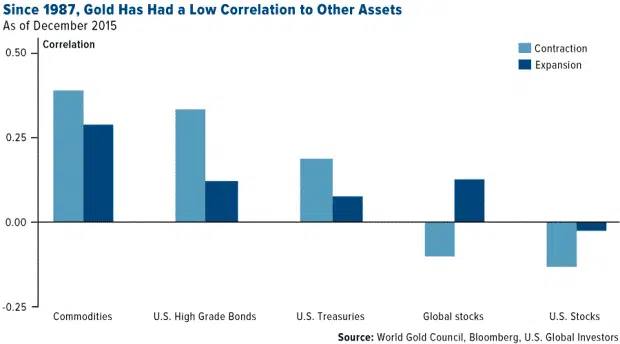 Since 1987, Gold Has Had a Low Correlation to Other Assets
As of December 2015
Correlation
Contraction
Expansion
0.50
0.25
0.00
-0.25
Commodities
U.S. High Grade Bonds
U.S. Treasuries
Global stocks
U.S. Stocks
Source: World Gold Council, Bloomberg, U.S. Global Investors